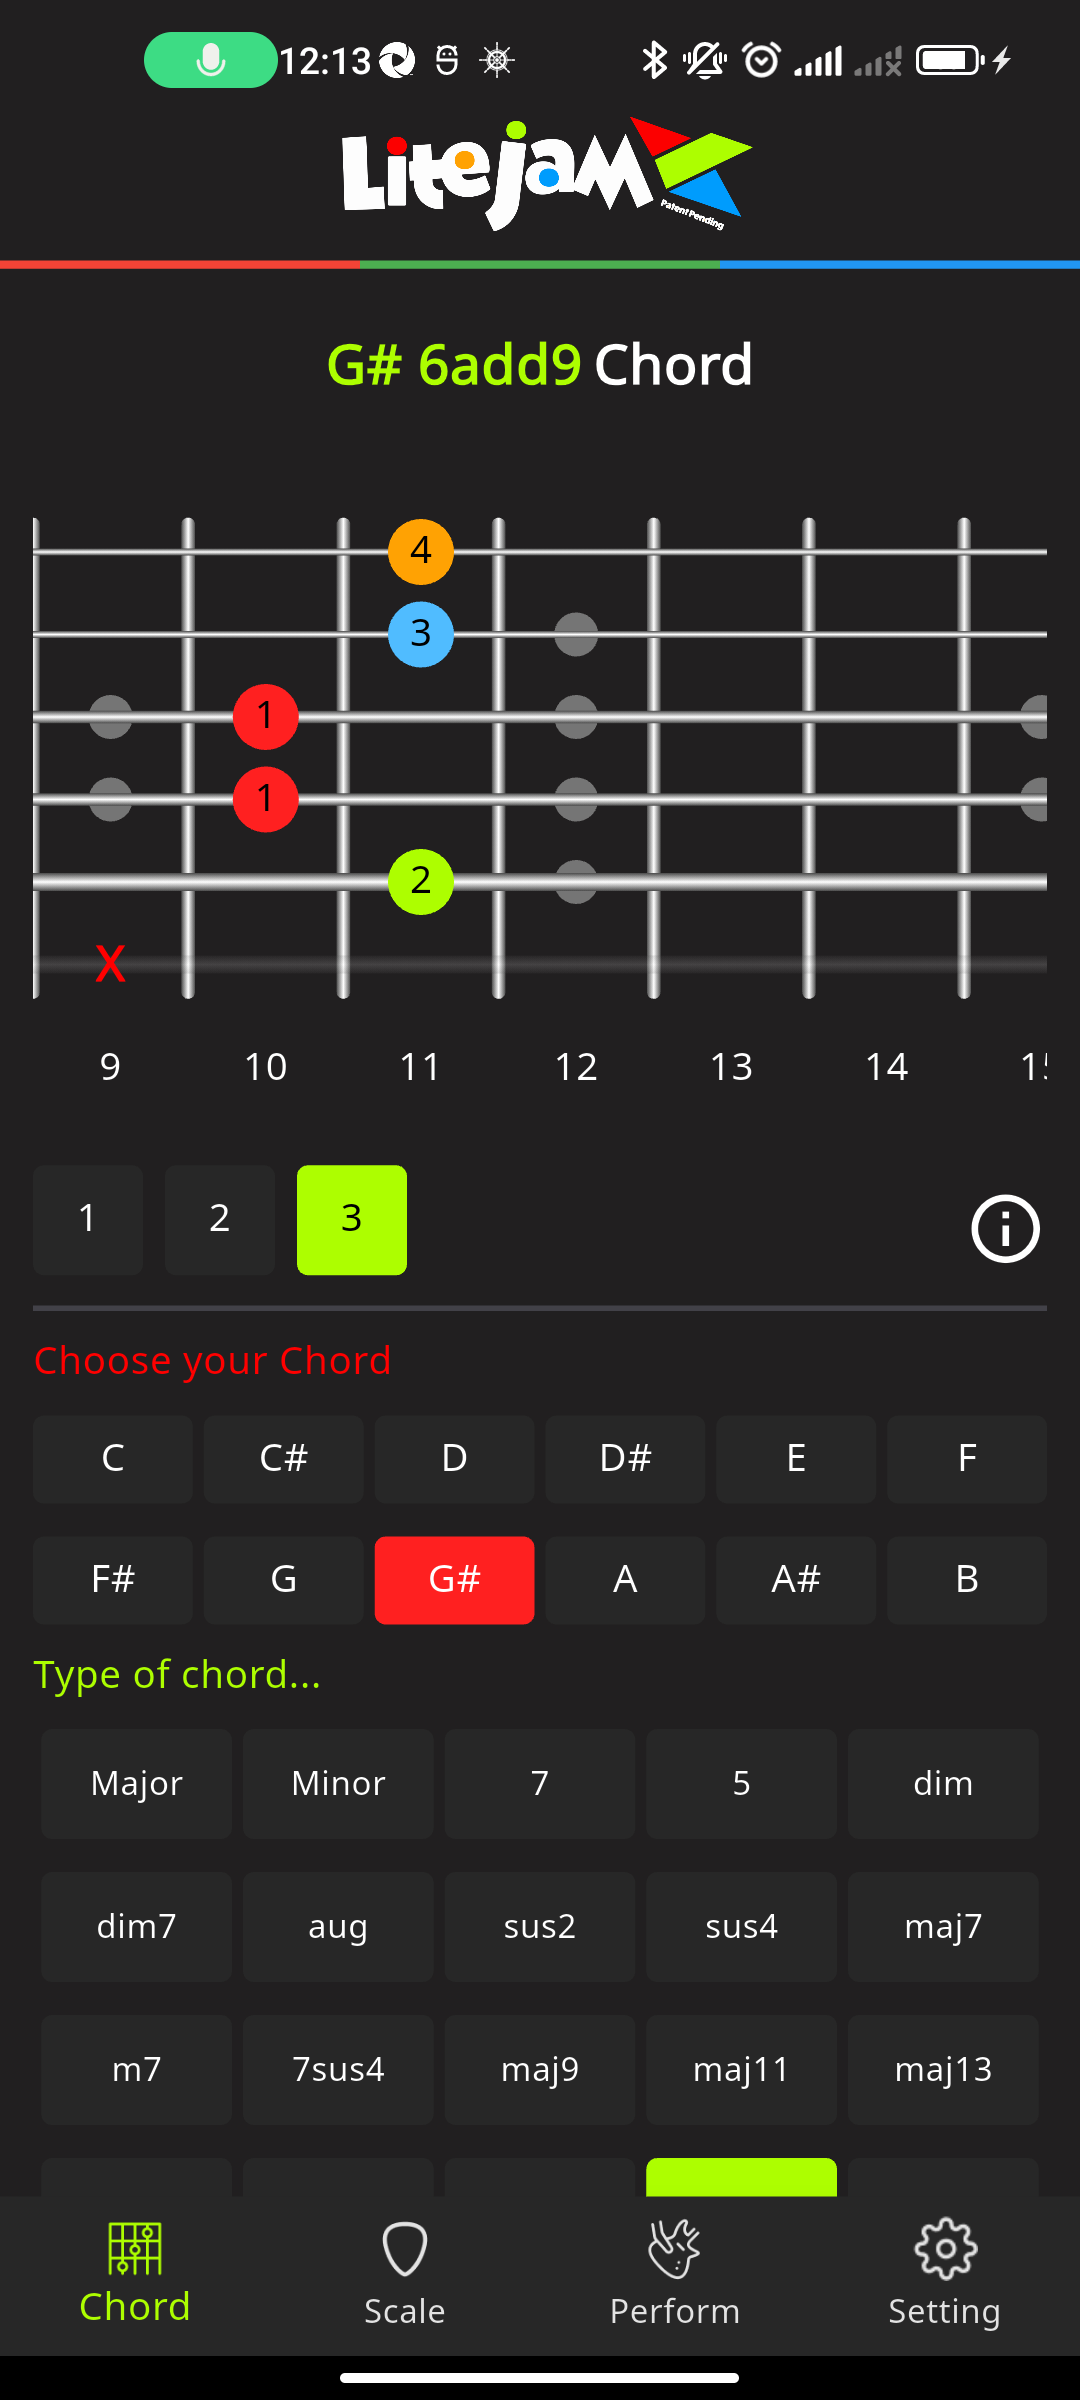 12:13
Litejam
Patent Pending
G# 6add9 Chord
4
3
1
1
2
X
9 10 11 12 13 14 15
1 2 3
Choose your Chord
C C# D D# E F
F# G G# A A# B
Type of chord...
Major Minor 7 5 dim
dim7 aug sus2 sus4 maj7
m7 7sus4 maj9 maj11 maj13
Chord Scale Perform Setting